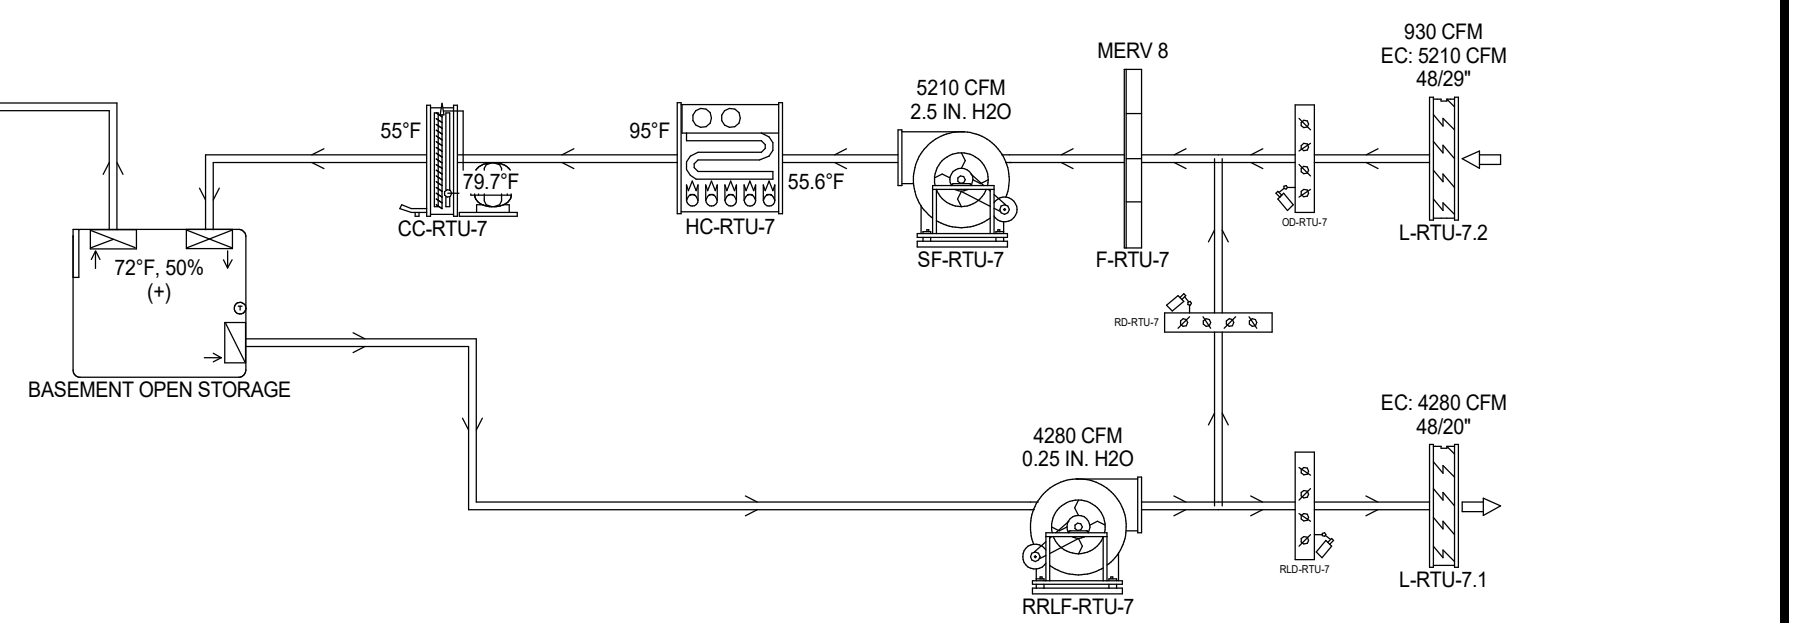 930 CFM
EC: 5210 CFM
48/29"
MERV 8
5210 CFM
2.5 IN. H2O
55°F
95°F
79.7°F
55.6°F
CC-RTU-7
HC-RTU-7
SF-RTU-7
F-RTU-7
OD-RTU-7
L-RTU-7.2
72°F, 50%
(+)
T
RD-RTU-7
BASEMENT OPEN STORAGE
EC: 4280 CFM
48/20"
4280 CFM
0.25 IN. H2O
RLD-RTU-7
L-RTU-7.1
RRLF-RTU-7